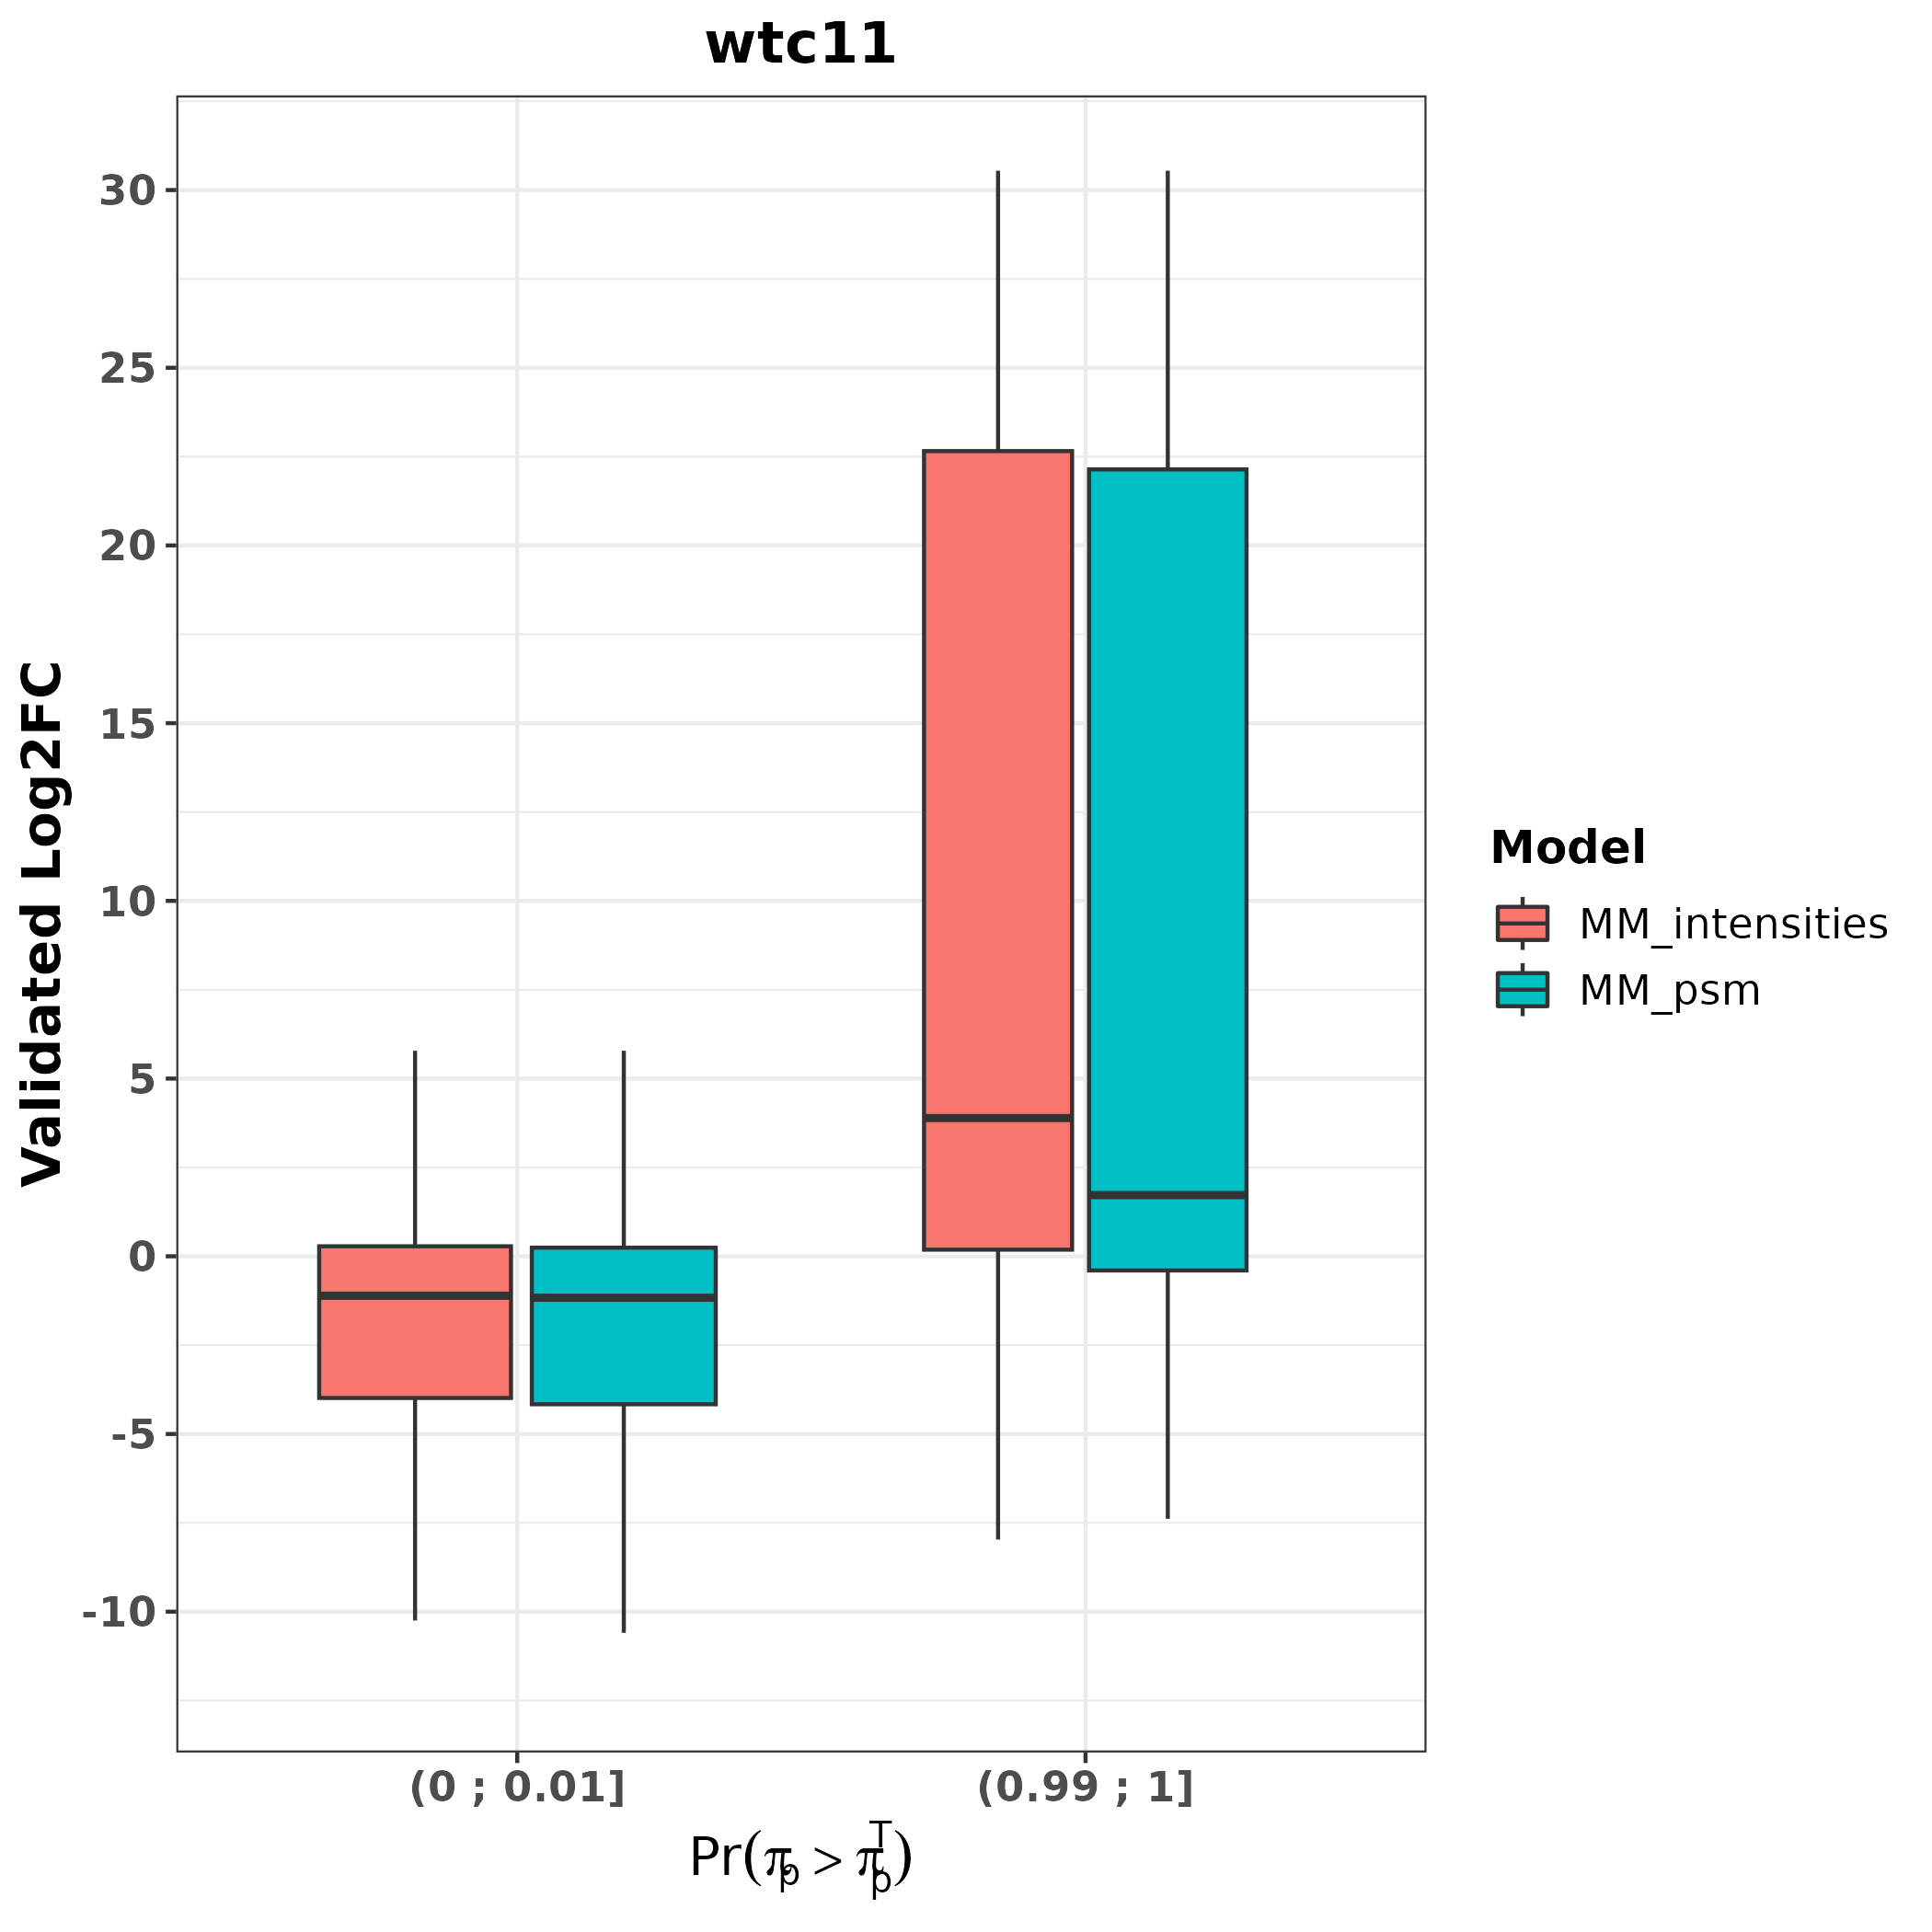 wtc11
Validated Log2FC
30
25
20
15
10
5
0
-5
-10
(0 ; 0.01]
(0.99 ; 1]
Pr(πp > πpT)
Model
MM_intensities
MM_psm